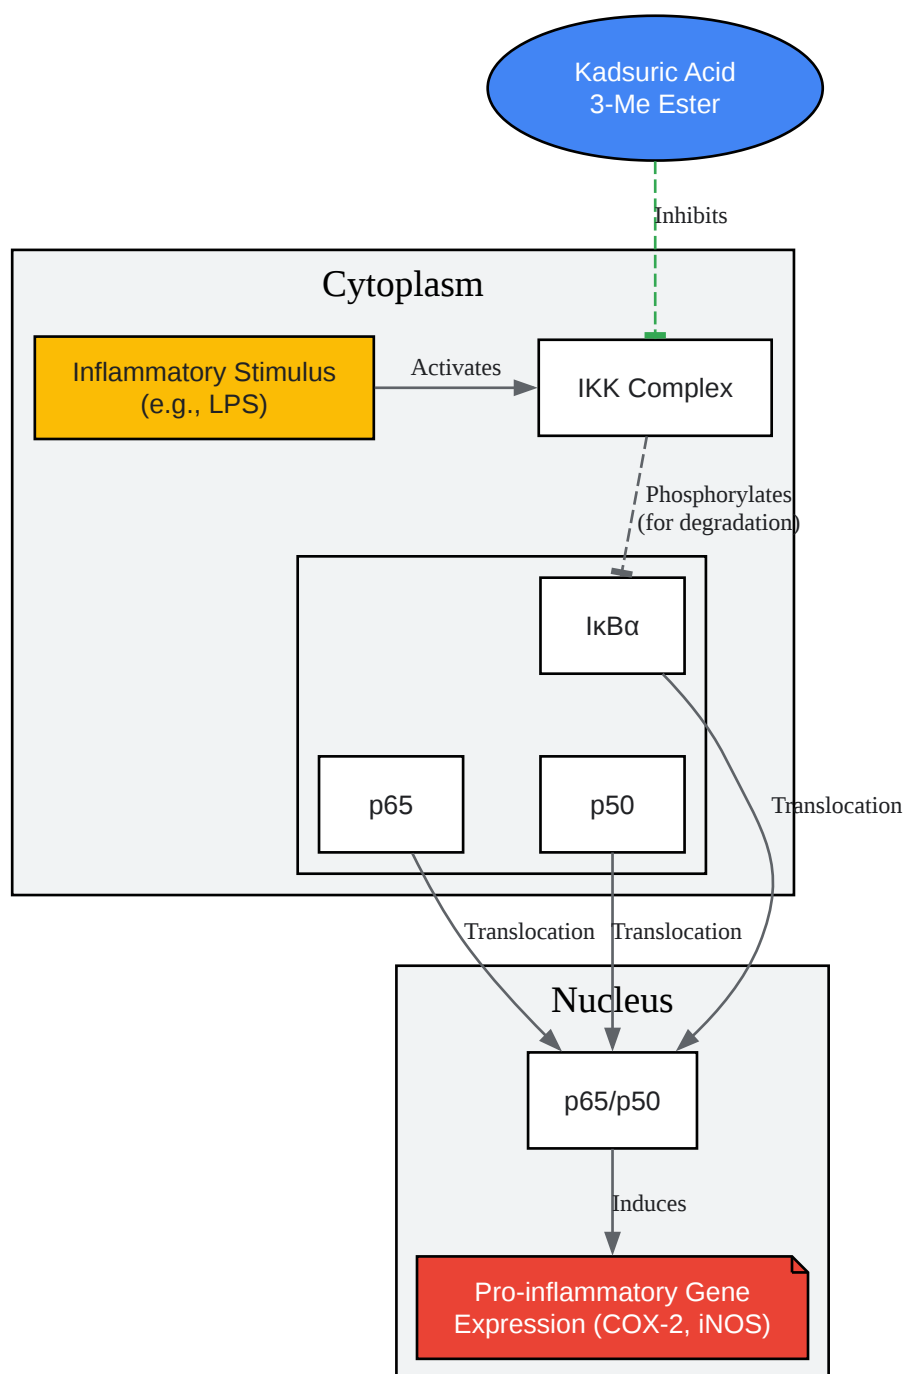 Kadsuric Acid
3-Me Ester
Inhibits
Cytoplasm
Inflammatory Stimulus
(e.g., LPS)
Activates
IKK Complex
Phosphorylates
(for degradation)
IκBα
p65
p50
Translocation
Translocation
Translocation
Nucleus
p65/p50
Induces
Pro-inflammatory Gene
Expression (COX-2, iNOS)